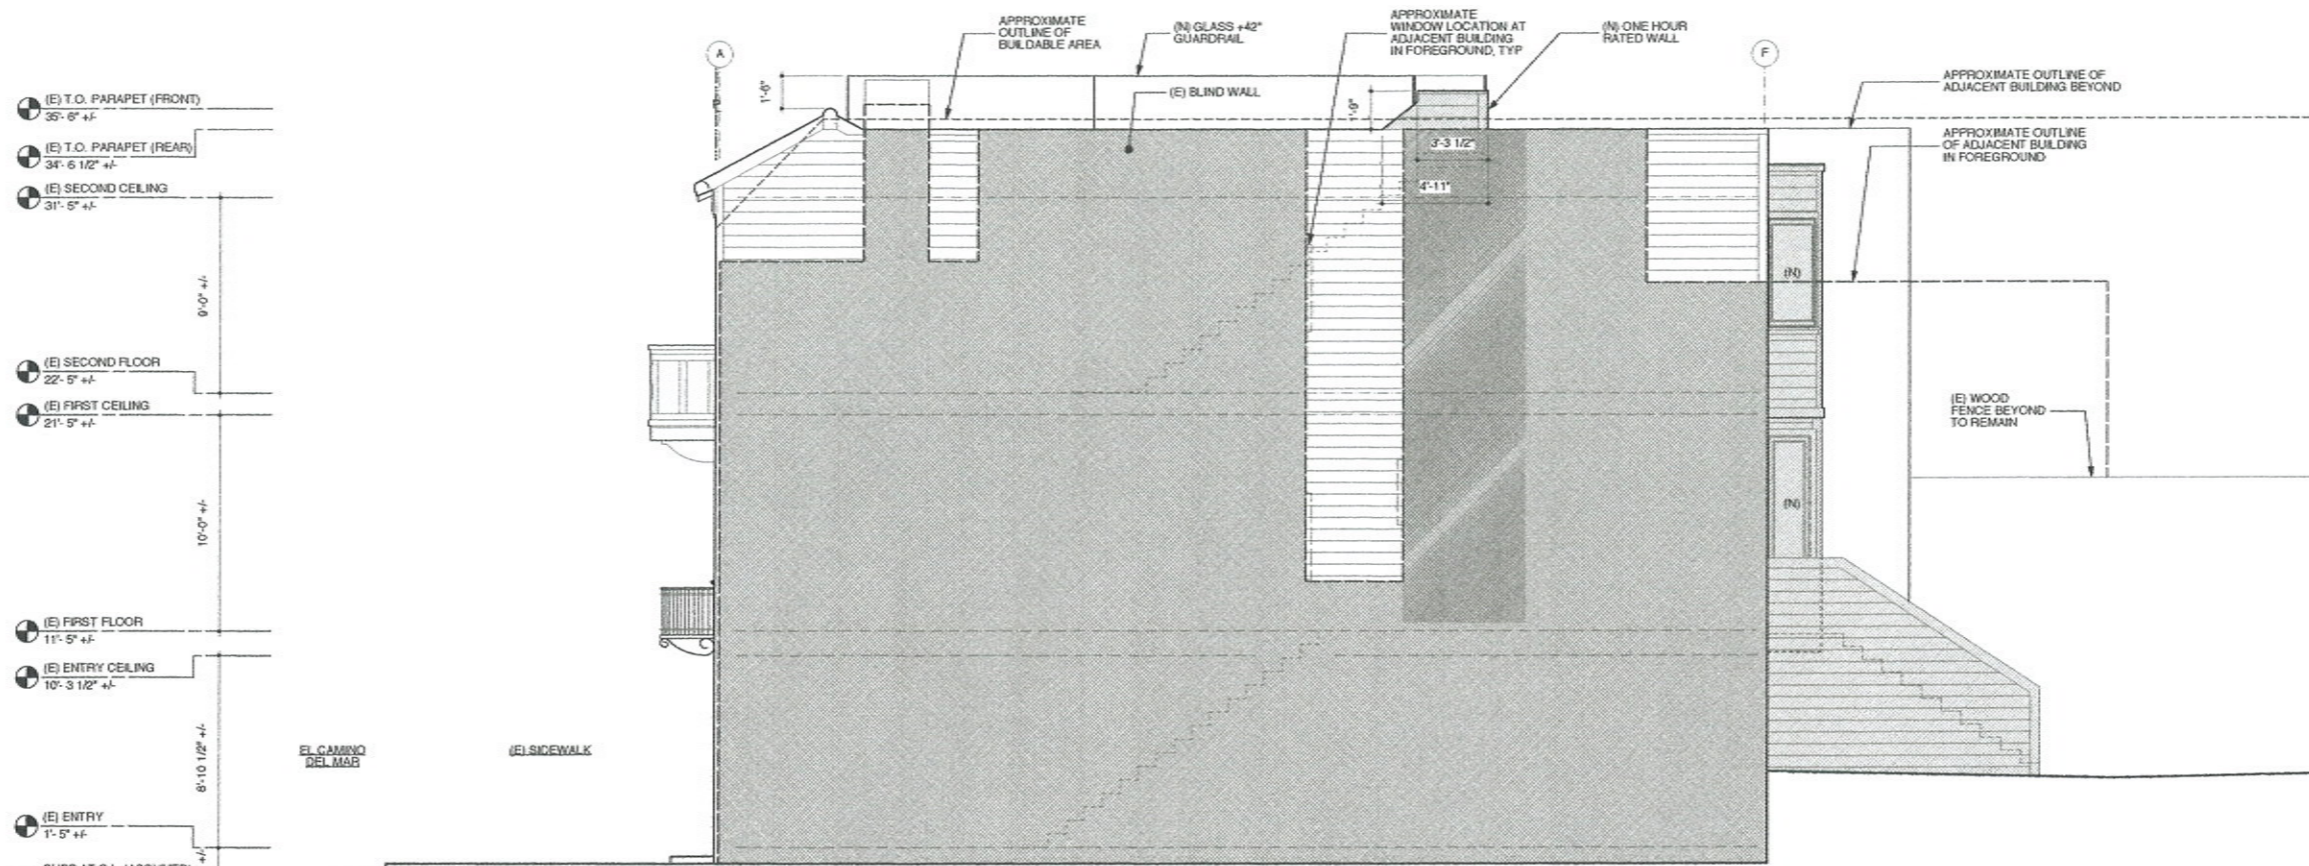 APPROXIMATE
OUTLINE OF
BUILDABLE AREA
(N) GLASS +42"
GUARDRAIL
APPROXIMATE
WINDOW LOCATION AT
ADJACENT BUILDING
IN FOREGROUND, TYP
(N) ONE HOUR
RATED WALL
A
F
(E) T.O. PARAPET (FRONT)
35'- 6" +/-
(E) T.O. PARAPET (REAR)
34'- 6 1/2" +/-
(E) SECOND CEILING
31'- 5" +/-
1'-6"
(E) BLIND WALL
1'-9"
3'-3 1/2"
4'-11"
APPROXIMATE OUTLINE OF
ADJACENT BUILDING BEYOND
APPROXIMATE OUTLINE
OF ADJACENT BUILDING
IN FOREGROUND
9'-0" +/-
(N)
(E) SECOND FLOOR
22'- 5" +/-
(E) FIRST CEILING
21'- 5" +/-
(E) WOOD
FENCE BEYOND
TO REMAIN
10'-0" +/-
(N)
(E) FIRST FLOOR
11'- 5" +/-
(E) ENTRY CEILING
10'- 3 1/2" +/-
8'-10 1/2" +/-
EL CAMINO
DEL MAR
(E) SIDEWALK
(E) ENTRY
1'- 5" +/-
+/-